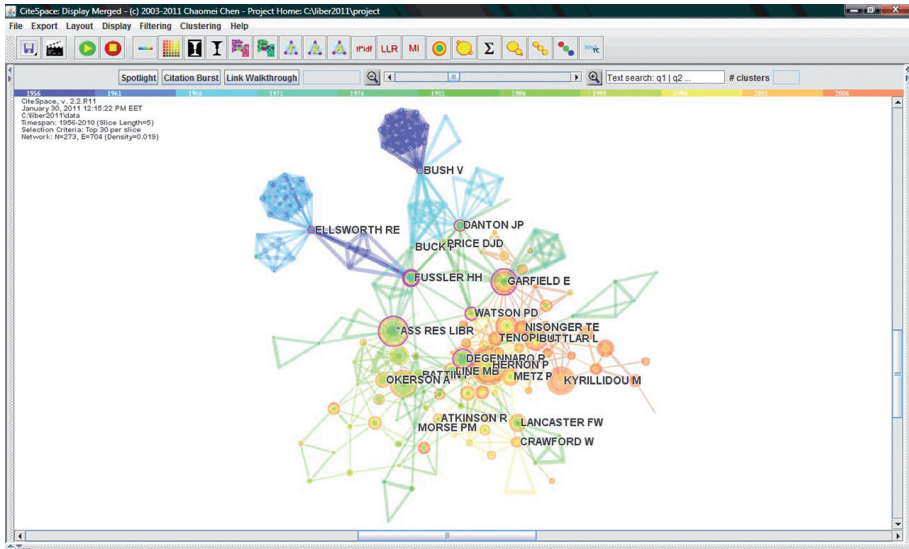 CiteSpace: Display Merged - (c) 2003-2011 Chaomei Chen - Project Home: C:\liber2011\project
File Export Layout Display Filtering Clustering Help
tf*idf LLR MI Σ
Spotlight Citation Burst Link Walkthrough Text search: q1 | q2 ... # clusters
1956 1961 1966 1971 1976 1981 1986 1991 1996 2001 2006
CiteSpace, v. 2.2.R11
January 30, 2011 12:15:22 PM EET
C:\liber2011\data
Timespan: 1956-2010 (Slice Length=5)
Selection Criteria: Top 30 per slice
Network: N=273, E=704 (Density=0.019)
BUSH V
ELLSWORTH RE
DANTON JP
BUCK P
PRICE DJD
FUSSLER HH
GARFIELD E
WATSON PD
*ASS RES LIBR
NISONGER TE
TENOPI
BUTTLAR L
DEGENNARO R
HERNON P
LINE MB
BATTIN
METZ P
OKERSON A
KYRILLIDOU M
ATKINSON R
MORSE PM
LANCASTER FW
CRAWFORD W